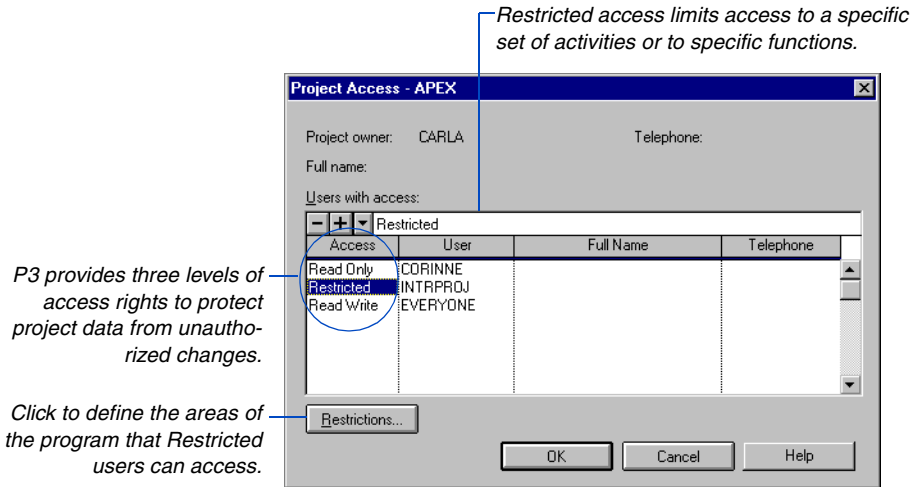 Restricted access limits access to a specific
set of activities or to specific functions.
Project Access - APEX
Project owner: CARLA Telephone:
Full name:
Users with access:
Restricted
Access User Full Name Telephone
Read Only CORINNE
Restricted INTRPROJ
Read Write EVERYONE
P3 provides three levels of
access rights to protect
project data from unautho-
rized changes.
Click to define the areas of
the program that Restricted
users can access.
Restrictions...
OK Cancel Help